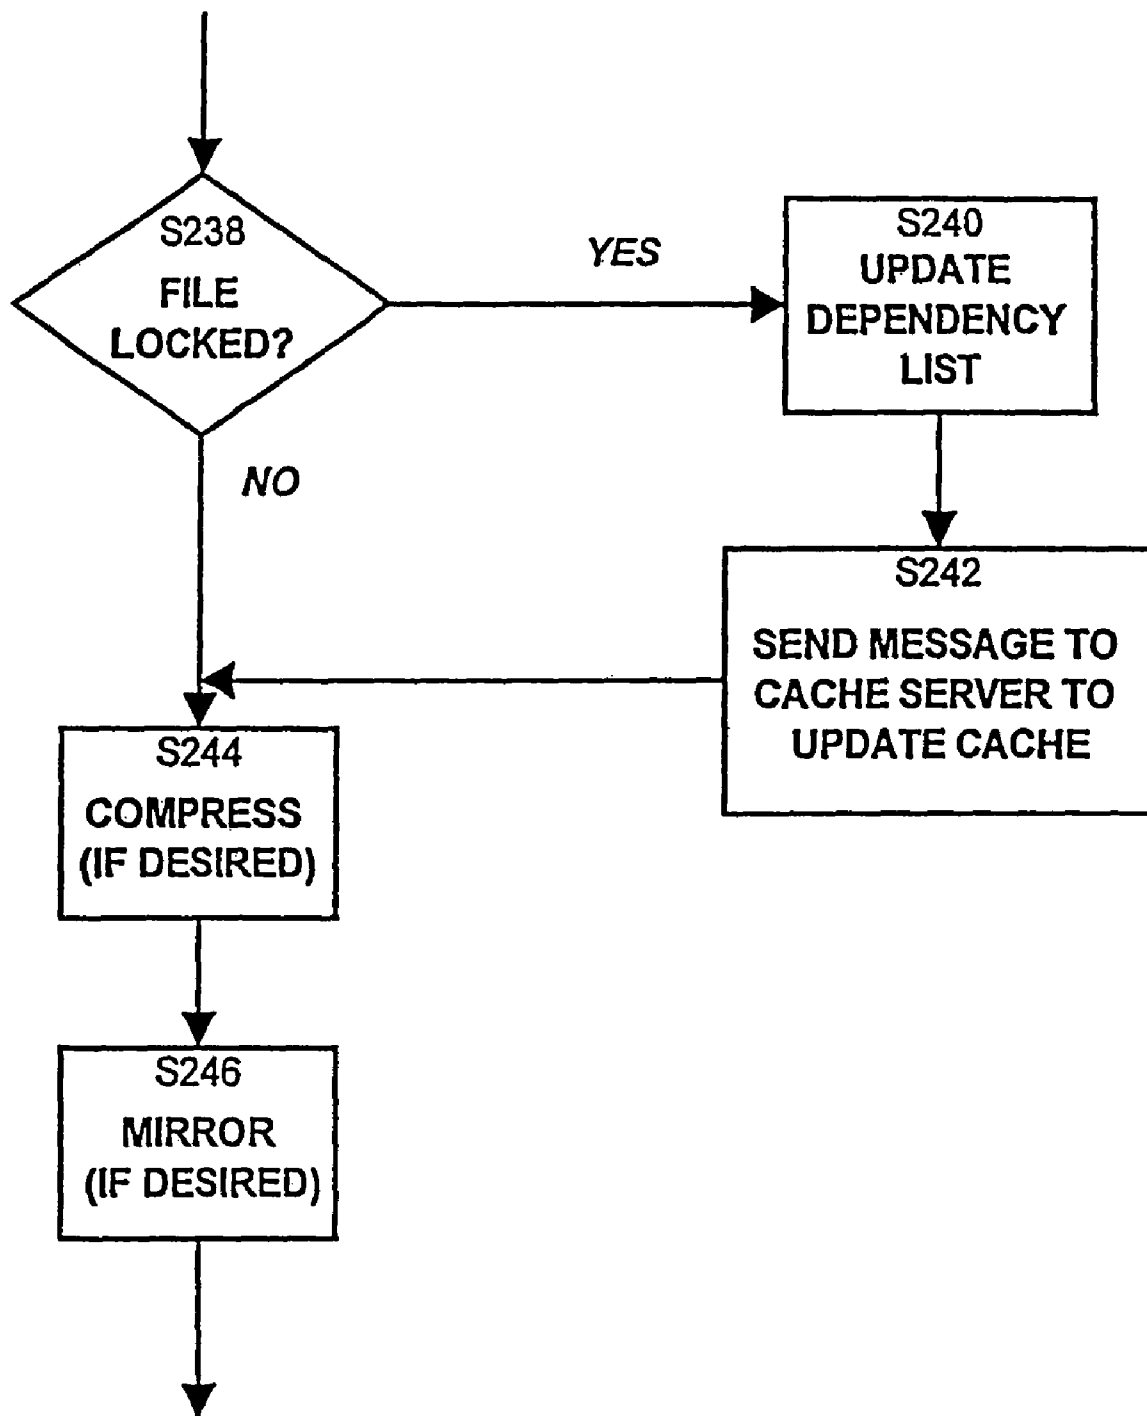 S238
FILE
LOCKED?
YES
S240
UPDATE
DEPENDENCY
LIST
NO
S242
SEND MESSAGE TO
CACHE SERVER TO
UPDATE CACHE
S244
COMPRESS
(IF DESIRED)
S246
MIRROR
(IF DESIRED)